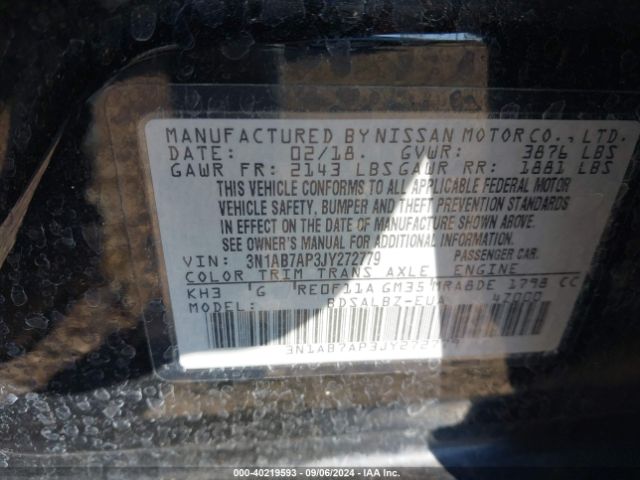 MANUFACTURED BY NISSAN MOTOR CO., LTD.
DATE: 02/18. GVWR: 3876 LBS
GAWR FR: 2143 LBS GAWR RR: 1881 LBS
THIS VEHICLE CONFORMS TO ALL APPLICABLE FEDERAL MOTOR
VEHICLE SAFETY, BUMPER AND THEFT PREVENTION STANDARDS
IN EFFECT ON THE DATE OF MANUFACTURE SHOWN ABOVE.
SEE OWNER'S MANUAL FOR ADDITIONAL INFORMATION.
VIN: 3N1AB7AP3JY272779 PASSENGER CAR.
COLOR TRIM TRANS AXLE ENGINE
KH3 G RE0F11A GM35 MRA8DE 1798 CC
MODEL: BDSALBZ-EUA 4Z000
3N1AB7AP3JY272779
000-40219593 - 09/06/2024 - IAA Inc.